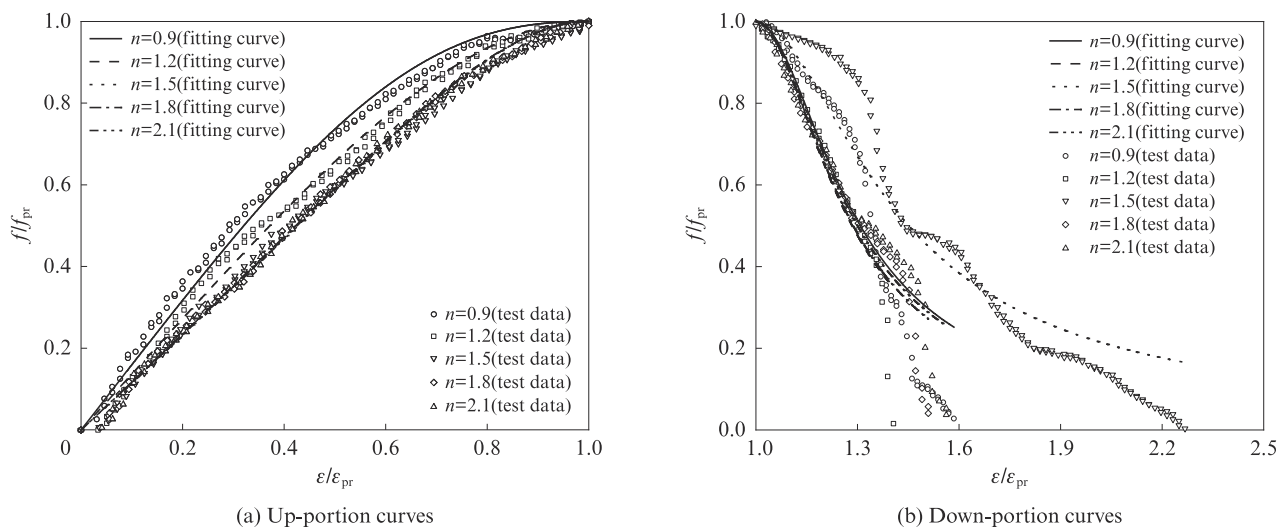 1.0
0.8
0.6
0.4
0.2
0
0.2
0.4
0.6
0.8
1.0
f/f_pr
ε/ε_pr
n=0.9(fitting curve)
n=1.2(fitting curve)
n=1.5(fitting curve)
n=1.8(fitting curve)
n=2.1(fitting curve)
n=0.9(test data)
n=1.2(test data)
n=1.5(test data)
n=1.8(test data)
n=2.1(test data)
(a) Up-portion curves
1.0
0.8
0.6
0.4
0.2
0.0
1.0
1.3
1.6
1.9
2.2
2.5
f/f_pr
ε/ε_pr
n=0.9(fitting curve)
n=1.2(fitting curve)
n=1.5(fitting curve)
n=1.8(fitting curve)
n=2.1(fitting curve)
n=0.9(test data)
n=1.2(test data)
n=1.5(test data)
n=1.8(test data)
n=2.1(test data)
(b) Down-portion curves